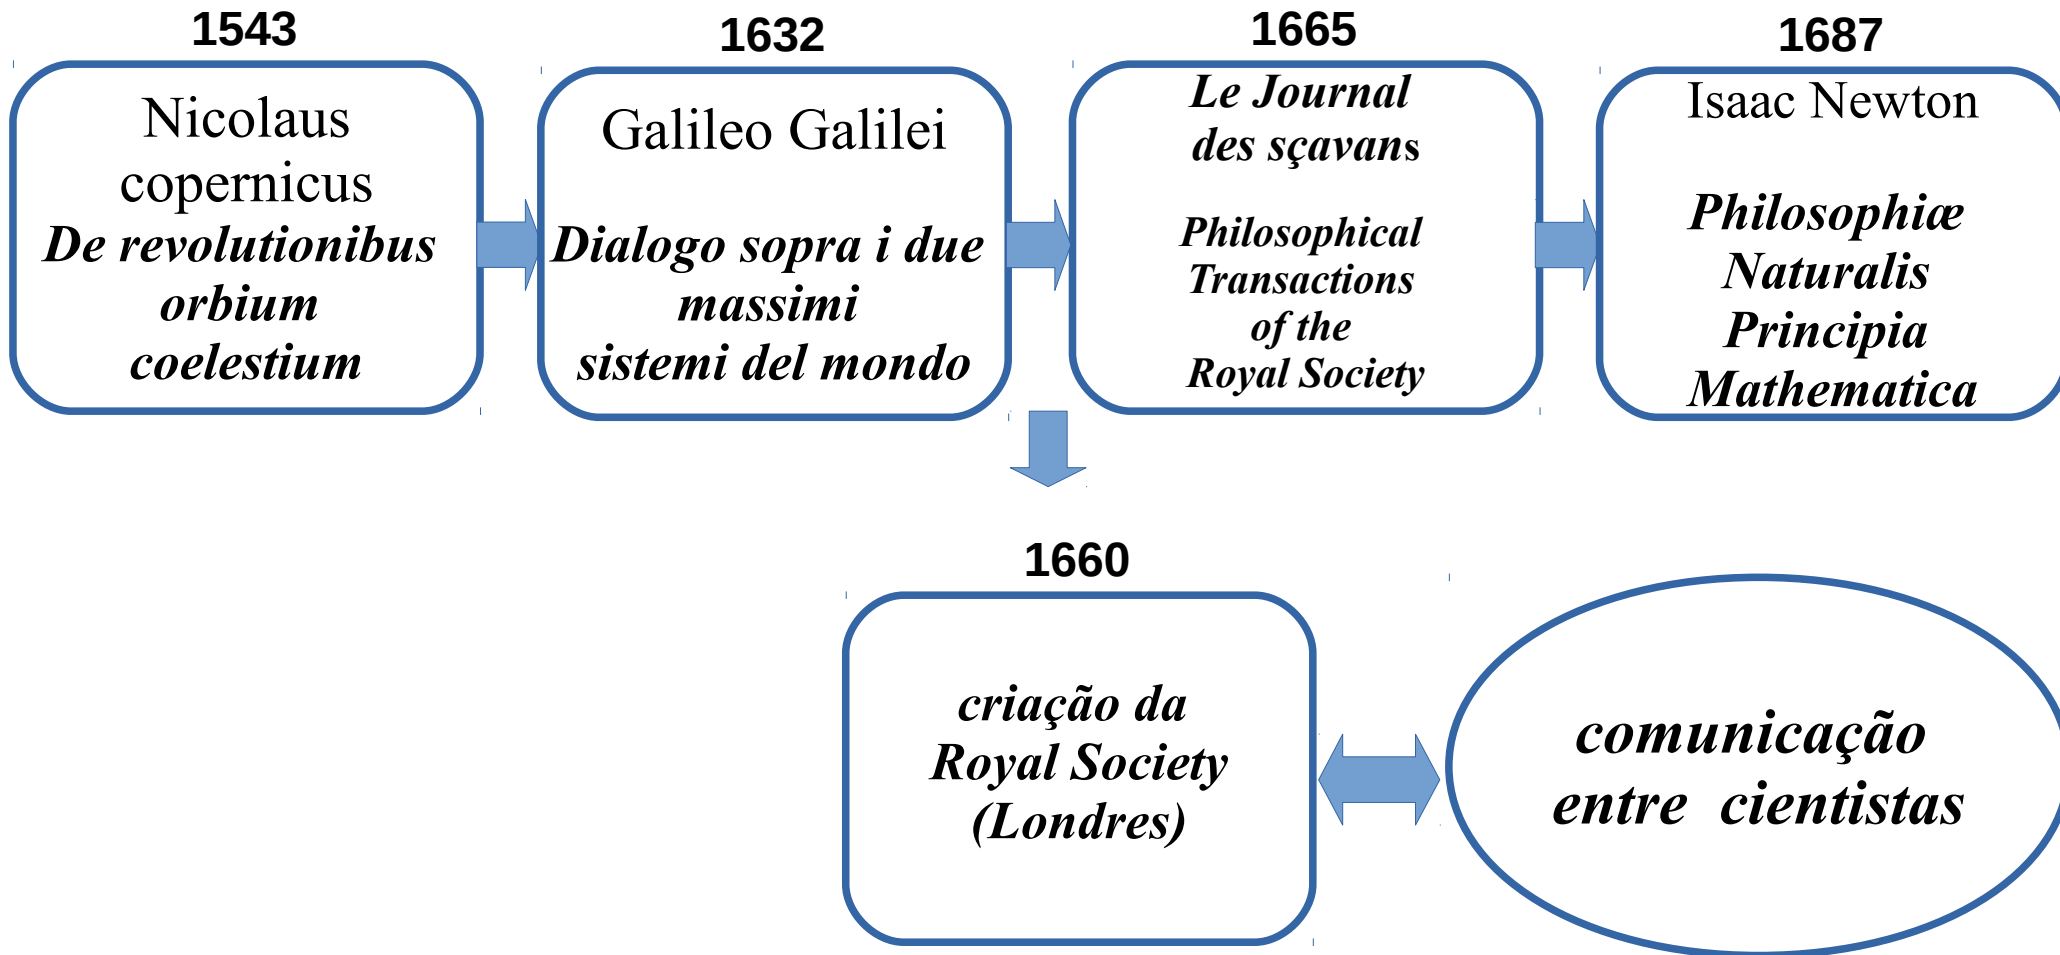 1543
Nicolaus
copernicus
De revolutionibus
orbium
coelestium
1632
Galileo Galilei
Dialogo sopra i due
massimi
sistemi del mondo
1665
Le Journal
des sçavans
Philosophical
Transactions
of the
Royal Society
1687
Isaac Newton
Philosophiæ
Naturalis
Principia
Mathematica
1660
criação da
Royal Society
(Londres)
comunicação
entre cientistas